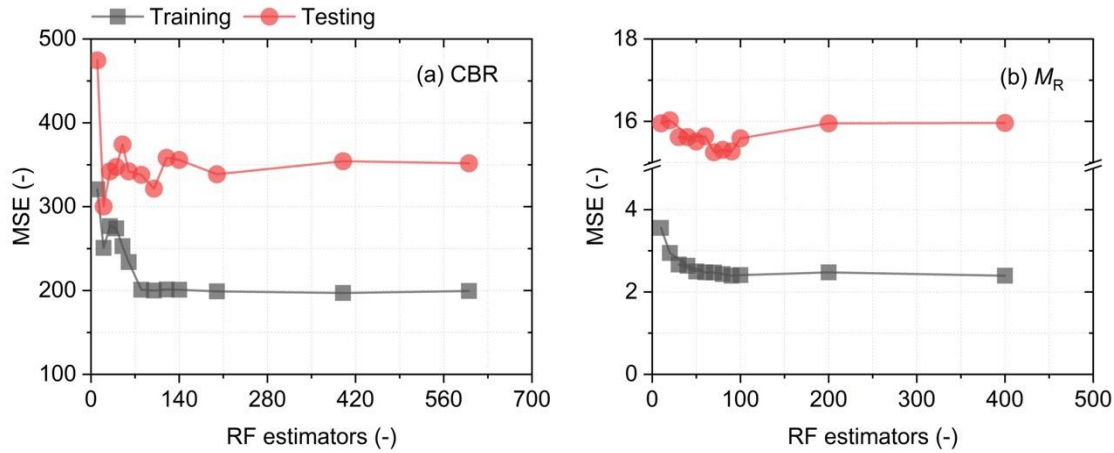 Training Testing
(a) CBR
500
400
300
200
100
MSE (-)
0 140 280 420 560 700
RF estimators (-)
(b) M_R
18
16
4
2
0
MSE (-)
0 100 200 300 400 500
RF estimators (-)